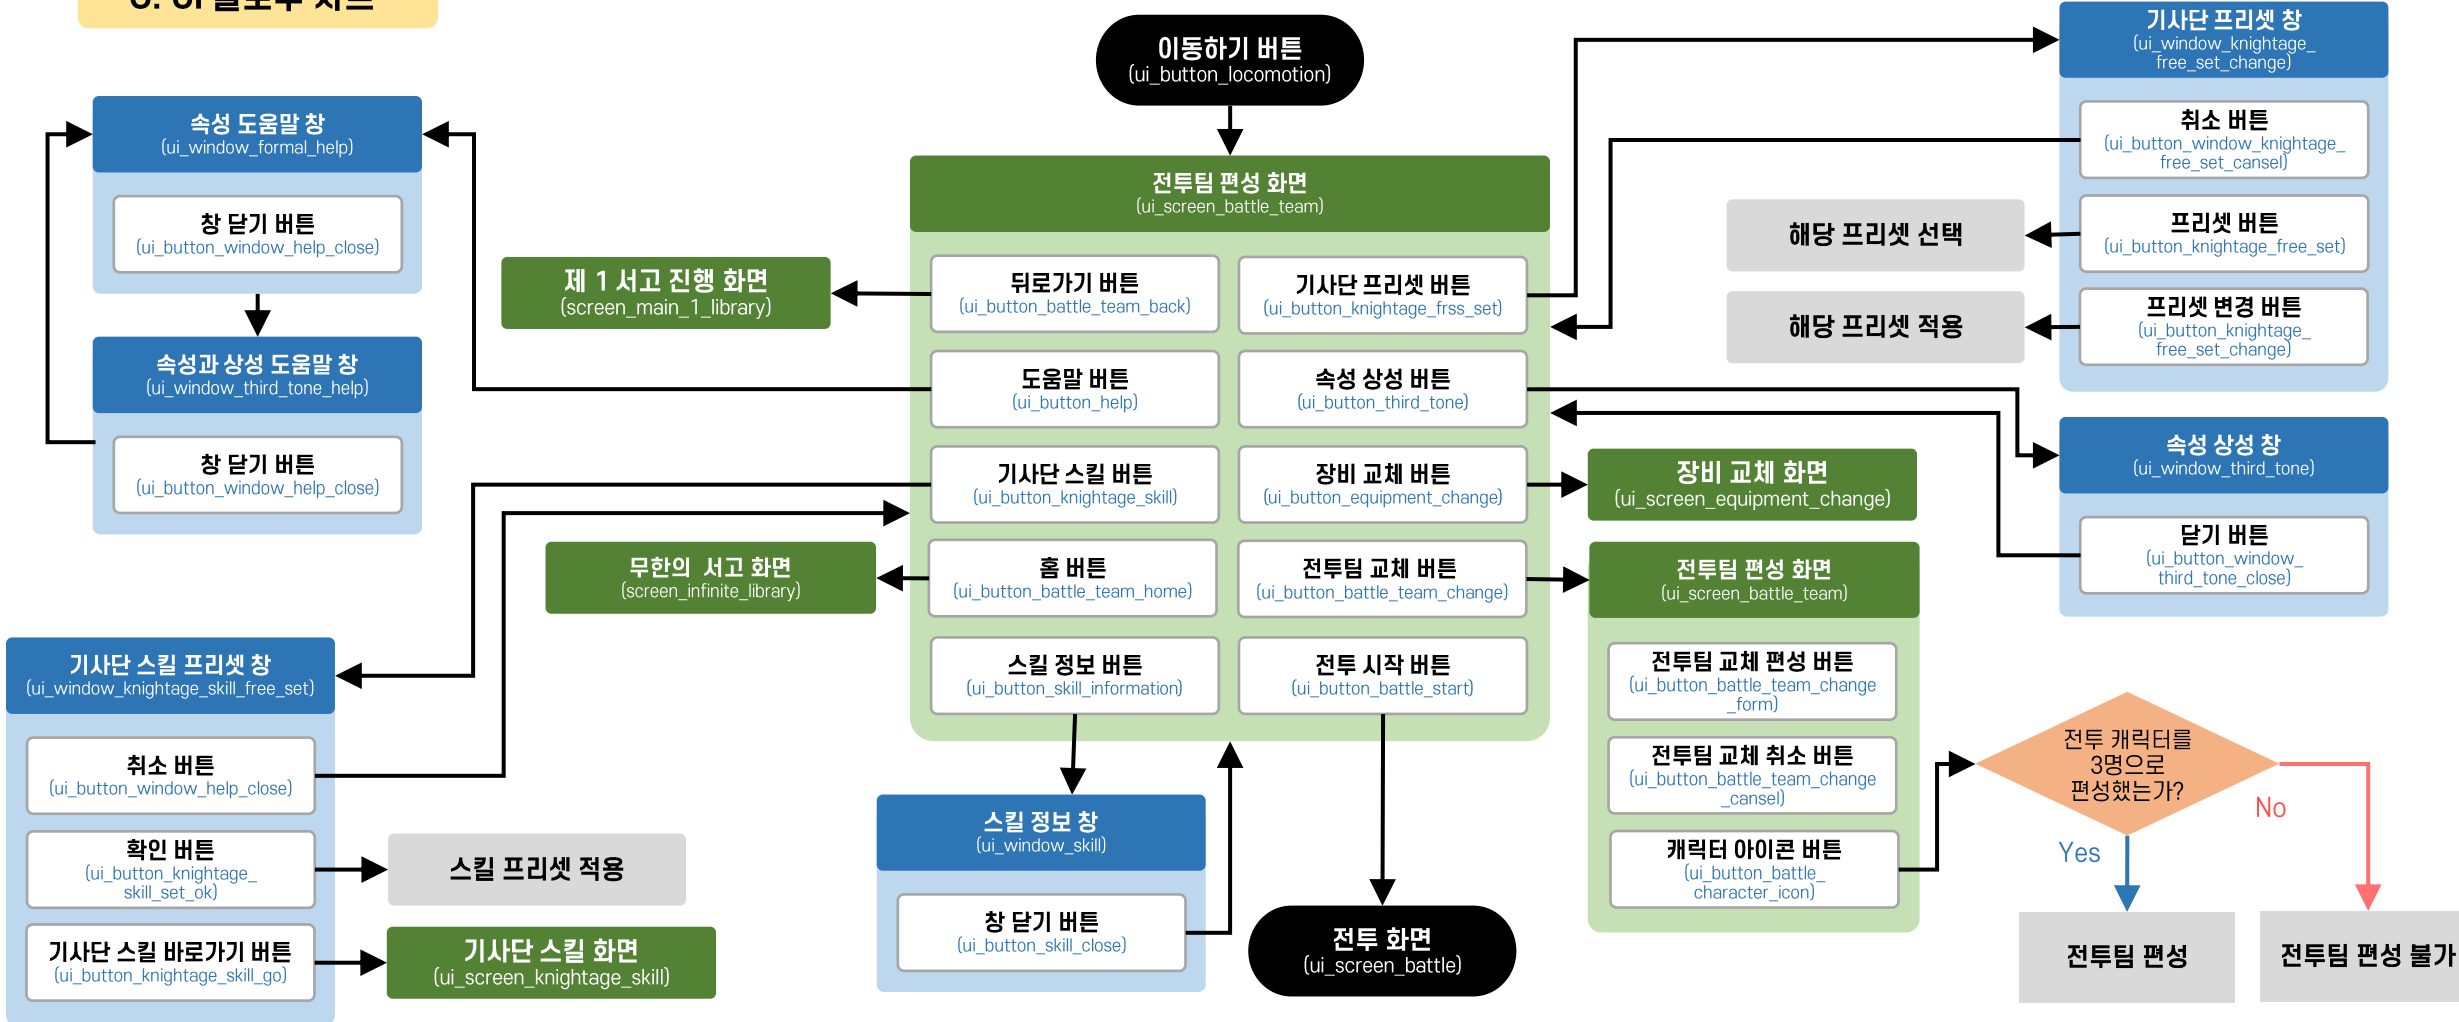 이동하기 버튼
(ui_button_locomotion)
속성 도움말 창
(ui_window_formal_help)
창 닫기 버튼
(ui_button_window_help_close)
속성과 상성 도움말 창
(ui_window_third_tone_help)
창 닫기 버튼
(ui_button_window_help_close)
제 1 서고 진행 화면
(screen_main_1_library)
무한의 서고 화면
(screen_infinite_library)
전투팀 편성 화면
(ui_screen_battle_team)
뒤로가기 버튼
(ui_button_battle_team_back)
기사단 프리셋 버튼
(ui_button_knightage_frss_set)
도움말 버튼
(ui_button_help)
속성 상성 버튼
(ui_button_third_tone)
기사단 스킬 버튼
(ui_button_knightage_skill)
장비 교체 버튼
(ui_button_equipment_change)
홈 버튼
(ui_button_battle_team_home)
전투팀 교체 버튼
(ui_button_battle_team_change)
스킬 정보 버튼
(ui_button_skill_information)
전투 시작 버튼
(ui_button_battle_start)
기사단 프리셋 창
(ui_window_knightage_
free_set_change)
취소 버튼
(ui_button_window_knightage_
free_set_cansel)
프리셋 버튼
(ui_button_knightage_free_set)
프리셋 변경 버튼
(ui_button_knightage_
free_set_change)
해당 프리셋 선택
해당 프리셋 적용
속성 상성 창
(ui_window_third_tone)
닫기 버튼
(ui_button_window_
third_tone_close)
장비 교체 화면
(ui_screen_equipment_change)
전투팀 편성 화면
(ui_screen_battle_team)
전투팀 교체 편성 버튼
(ui_button_battle_team_change
_form)
전투팀 교체 취소 버튼
(ui_button_battle_team_change
_cansel)
캐릭터 아이콘 버튼
(ui_button_battle_
character_icon)
전투 캐릭터를
3명으로
편성했는가?
No
Yes
전투팀 편성
전투팀 편성 불가
기사단 스킬 프리셋 창
(ui_window_knightage_skill_free_set)
취소 버튼
(ui_button_window_help_close)
확인 버튼
(ui_button_knightage_
skill_set_ok)
기사단 스킬 바로가기 버튼
(ui_button_knightage_skill_go)
스킬 프리셋 적용
기사단 스킬 화면
(ui_screen_knightage_skill)
스킬 정보 창
(ui_window_skill)
창 닫기 버튼
(ui_button_skill_close)
전투 화면
(ui_screen_battle)